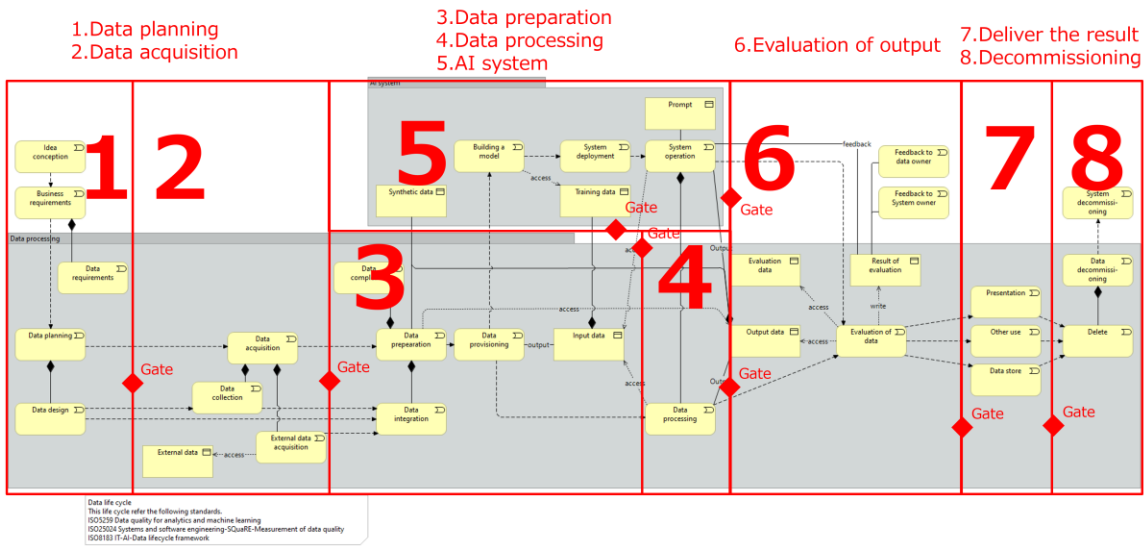 1.Data planning
2.Data acquisition
3.Data preparation
4.Data processing
5.AI system
6.Evaluation of output
7.Deliver the result
8.Decommissioning
AI system
Prompt
1
2
5
6
7
8
Idea
conception
Business
requirements
Data
requirements
Building a
model
System
deployment
System
operation
feedback
Feedback to
data owner
Feedback to
System owner
access
Synthetic data
Training data
System
decommissi-
oning
Gate
Gate
Gate
Data processing
3
4
Data
Output
Evaluation
data
Result of
evaluation
Data
decommissi-
oning
access
write
Presentation
Data planning
Data
acquisition
Data
preparation
Data
provisioning
output
access
Input data
Output data
access
Evaluation of
data
Other use
Delete
Gate
Gate
access
Gate
Data store
Data design
Data
collection
Data
integration
Data
processing
Gate
Gate
External data
access
External data
acquisition
Data life cycle
This life cycle refer the following standards.
ISO5259 Data quality for analytics and machine learning
ISO25024 Systems and software engineering-SQuaRE-Measurement of data quality
ISO8183 IT-AI-Data lifecycle framework